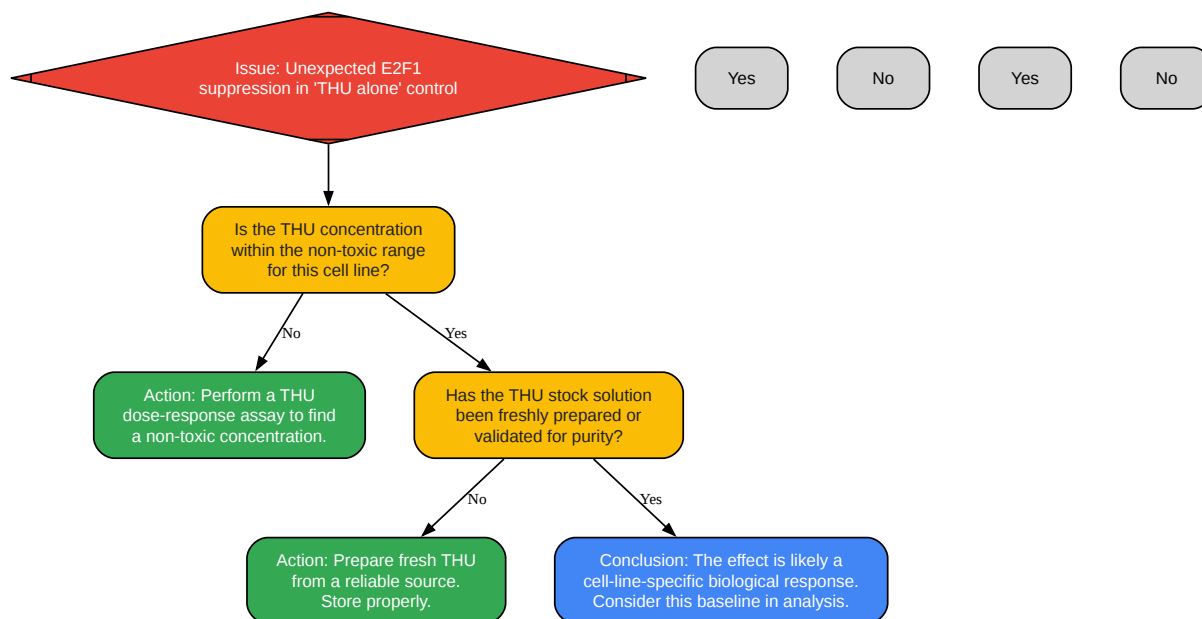 Issue: Unexpected E2F1
suppression in 'THU alone' control
Yes
No
Yes
No
Is the THU concentration
within the non-toxic range
for this cell line?
No
Yes
Action: Perform a THU
dose-response assay to find
a non-toxic concentration.
Has the THU stock solution
been freshly prepared or
validated for purity?
No
Yes
Action: Prepare fresh THU
from a reliable source.
Store properly.
Conclusion: The effect is likely a
cell-line-specific biological response.
Consider this baseline in analysis.